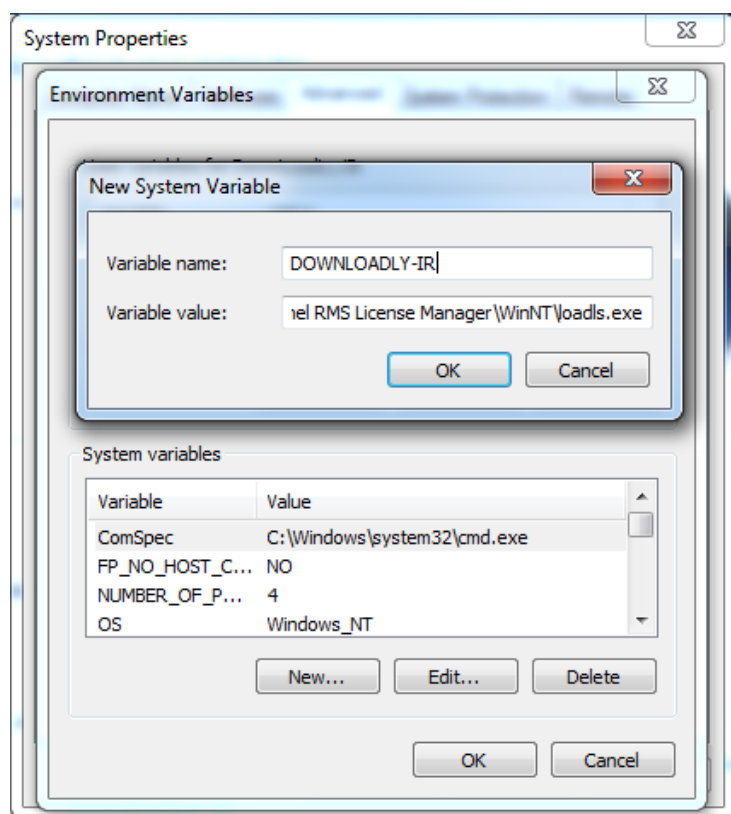 System Properties
Environment Variables
New System Variable
Variable name: DOWNLOADLY-IR
Variable value: nel RMS License Manager\WinNT\loadls.exe
OK Cancel
System variables
Variable Value
ComSpec C:\Windows\system32\cmd.exe
FP_NO_HOST_C... NO
NUMBER_OF_P... 4
OS Windows_NT
New... Edit... Delete
OK Cancel